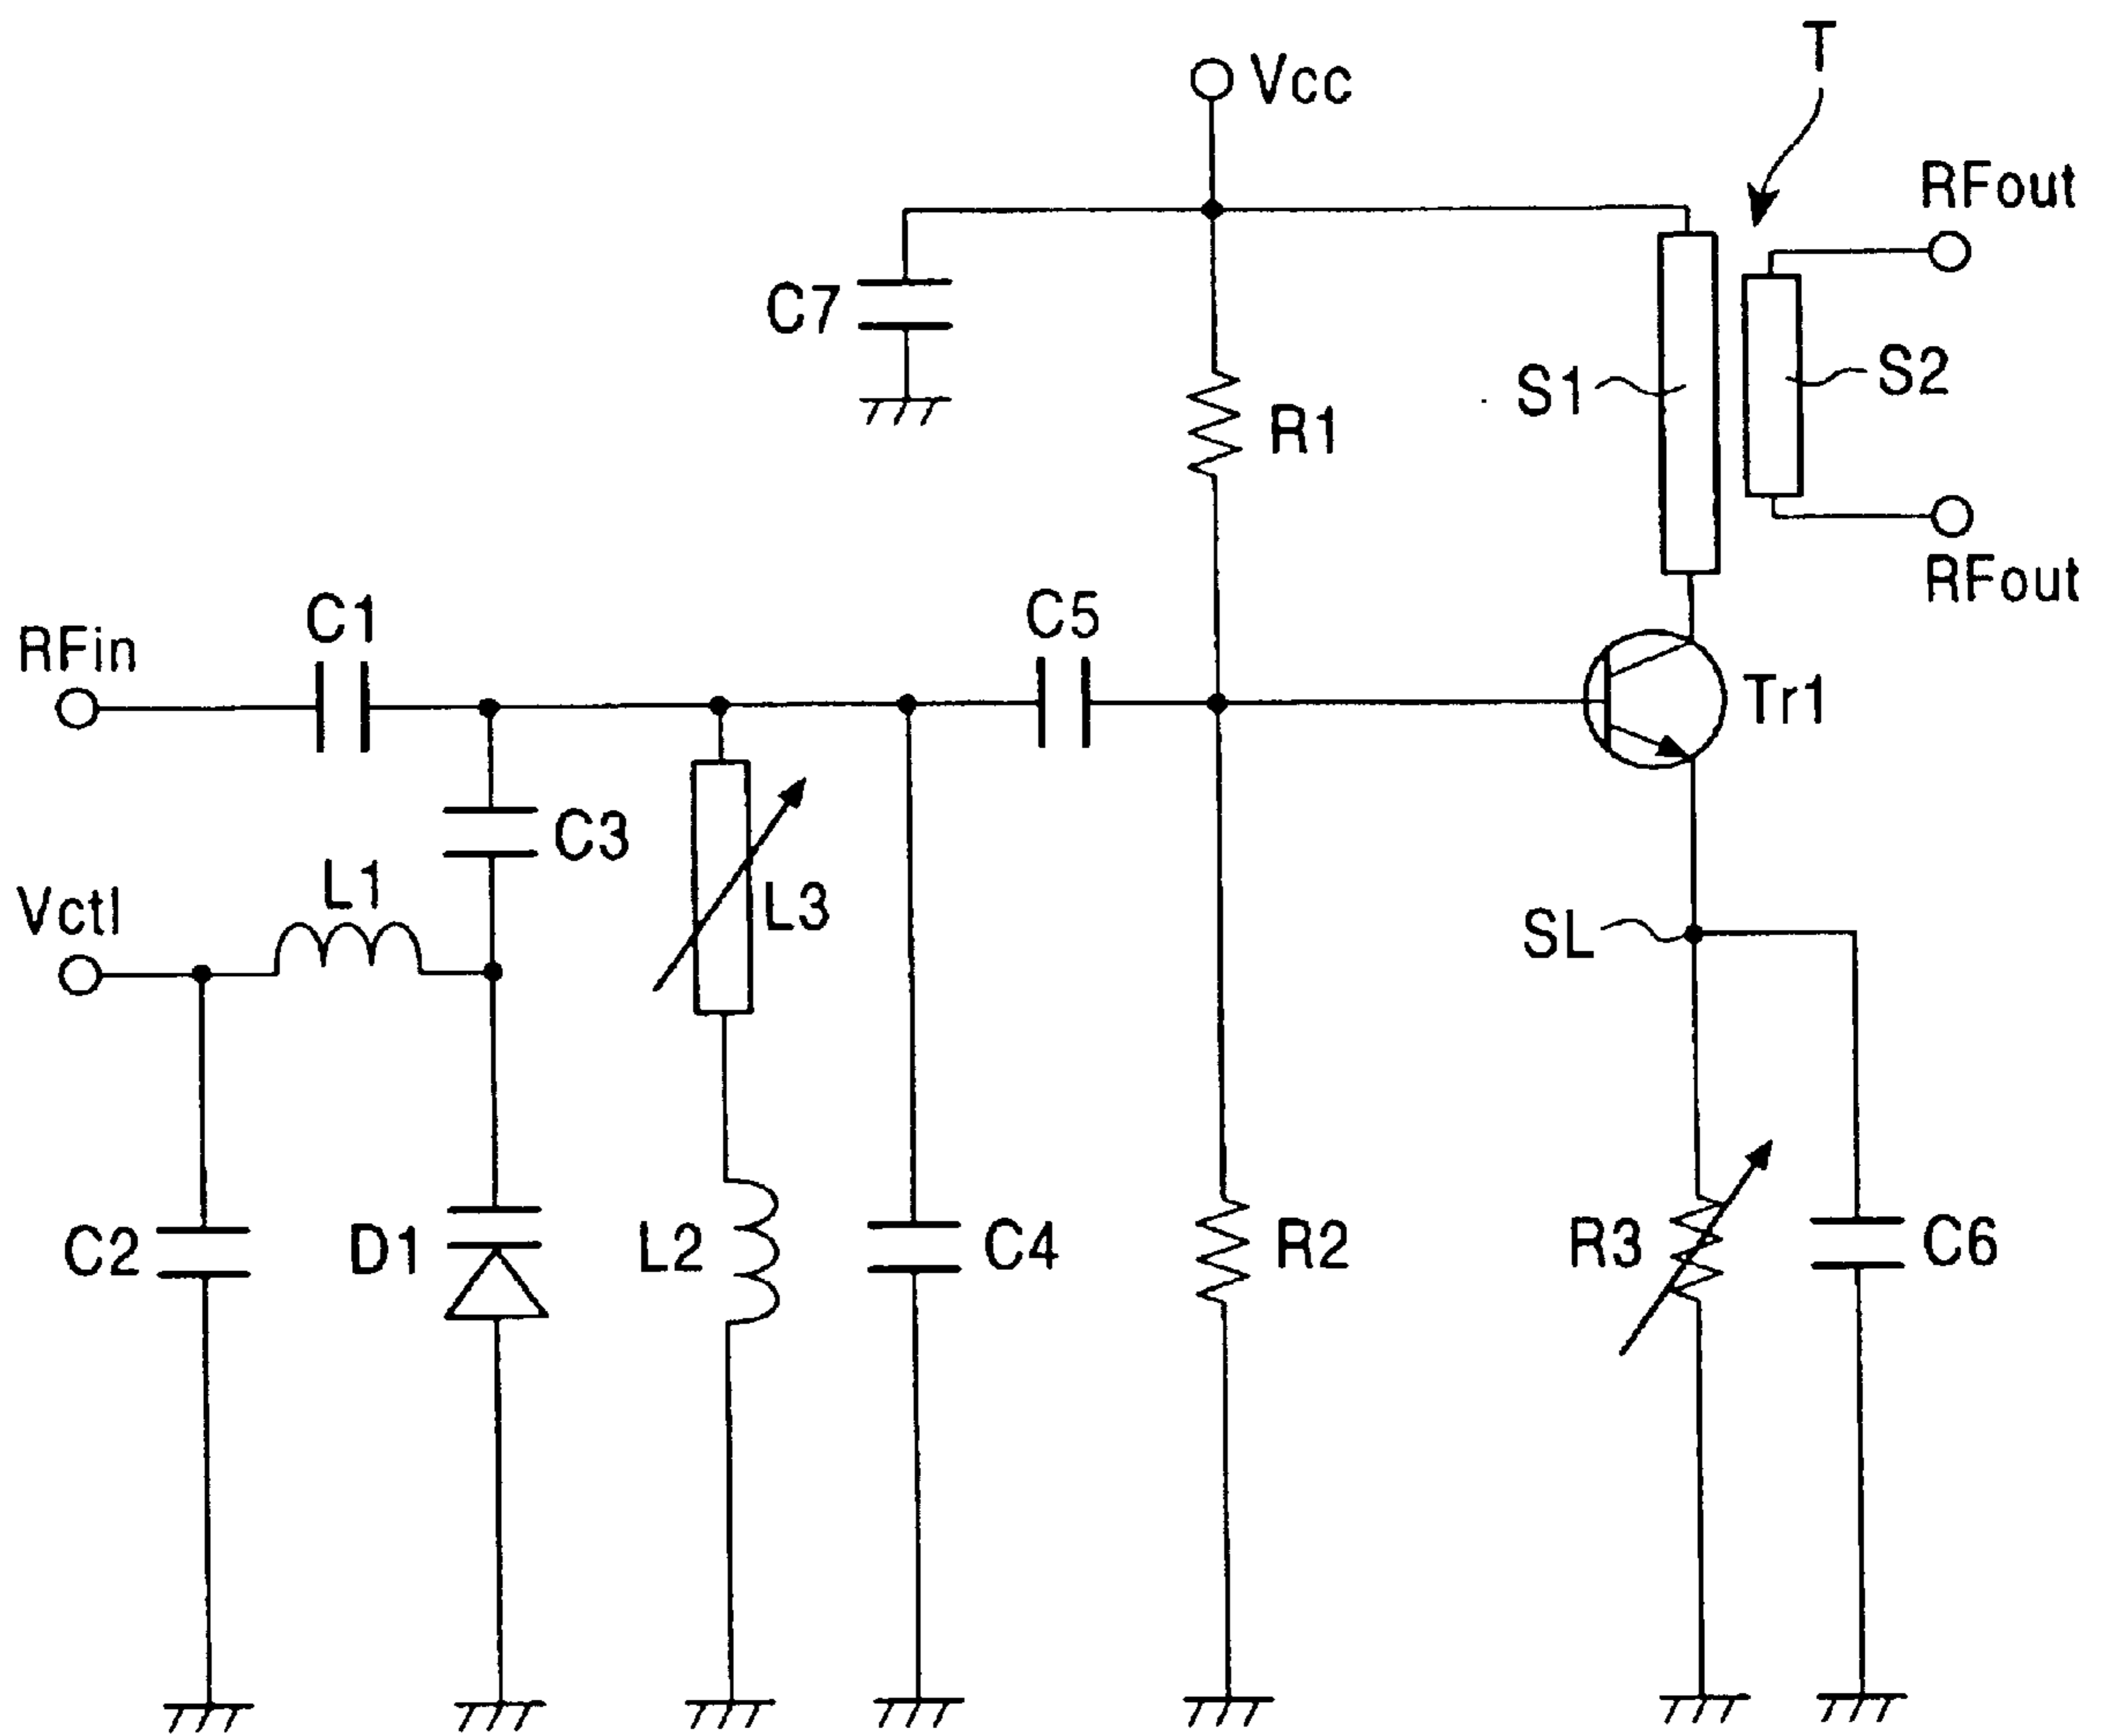 T
Vcc
RFout
C7
S1
S2
R1
RFout
C1
C5
RFin
Tr1
C3
L1
L3
Vctl
SL
C2
D1
L2
C4
R2
R3
C6